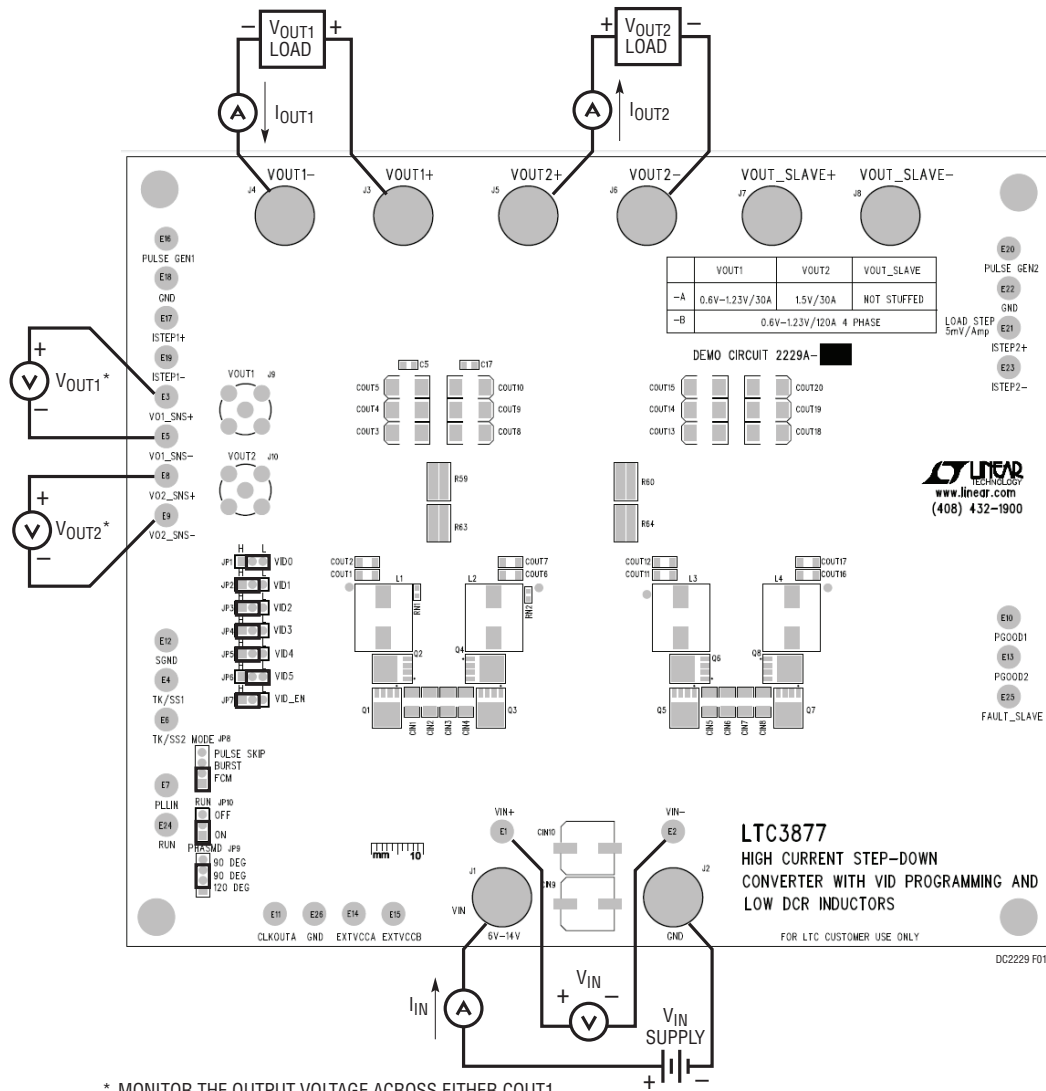 − VOUT1 LOAD +
+ VOUT2 LOAD −
A IOUT1
A IOUT2
VOUT1- VOUT1+ VOUT2+ VOUT2- VOUT_SLAVE+ VOUT_SLAVE-
J4 J3 J5 J6 J7 J8
E16
PULSE GEN1
E18
GND
E17
ISTEP1+
E19
ISTEP1-
E3
VO1_SNS+
E5
VO1_SNS-
E8
VO2_SNS+
E9
VO2_SNS-
+ V VOUT1* −
+ V VOUT2* −
E20
PULSE GEN2
E22
GND
LOAD STEP
5mV/Amp
E21
ISTEP2+
E23
ISTEP2-
VOUT1 VOUT2 VOUT_SLAVE
-A 0.6V-1.23V/30A 1.5V/30A NOT STUFFED
-B 0.6V-1.23V/120A 4 PHASE
DEMO CIRCUIT 2229A-
VOUT1 J9
VOUT2 J10
C5 C17
COUT5 COUT10 COUT15 COUT20
COUT4 COUT9 COUT14 COUT19
COUT3 COUT8 COUT13 COUT18
R59 R60
R63 R64
LINEAR
TECHNOLOGY
www.linear.com
(408) 432-1900
H L
JP1 VID0
H L
JP2 VID1
H L
JP3 VID2
H L
JP4 VID3
H L
JP5 VID4
H L
JP6 VID5
H L
JP7 VID_EN
COUT2 COUT7 COUT12 COUT17
COUT1 COUT6 COUT11 COUT16
L1 RN1 L2 RN2 L3 L4
Q2 Q4 Q6 Q8
Q1 CIN1 CIN2 CIN3 CIN4 Q3 Q5 CIN5 CIN6 CIN7 CIN8 Q7
E12
SGND
E4
TK/SS1
E6
TK/SS2
E7
PLLIN
E24
RUN
E10
PGOOD1
E13
PGOOD2
E25
FAULT_SLAVE
MODE JP8
PULSE SKIP
BURST
FCM
RUN JP10
OFF
ON
PHASMD JP9
90 DEG
90 DEG
120 DEG
mm 10
VIN+
E1
VIN-
E2
CIN10
CIN9
J1
VIN
6V-14V
J2
GND
LTC3877
HIGH CURRENT STEP-DOWN
CONVERTER WITH VID PROGRAMMING AND
LOW DCR INDUCTORS
E11 E26 E14 E15
CLKOUTA GND EXTVCCA EXTVCCB
FOR LTC CUSTOMER USE ONLY
DC2229 F01
IIN A
VIN
+ V −
VIN
SUPPLY
+ −
* MONITOR THE OUTPUT VOLTAGE ACROSS EITHER COUT1